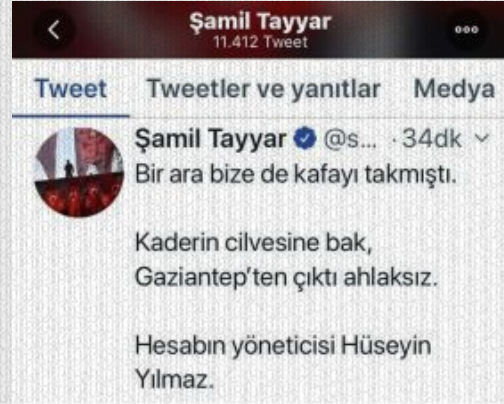 Şamil Tayyar
11.412 Tweet
Tweet Tweetler ve yanıtlar Medya
Şamil Tayyar @s... · 34dk
Bir ara bize de kafayı takmıştı.
Kaderin cilvesine bak,
Gaziantep'ten çıktı ahlaksız.
Hesabın yöneticisi Hüseyin
Yılmaz.